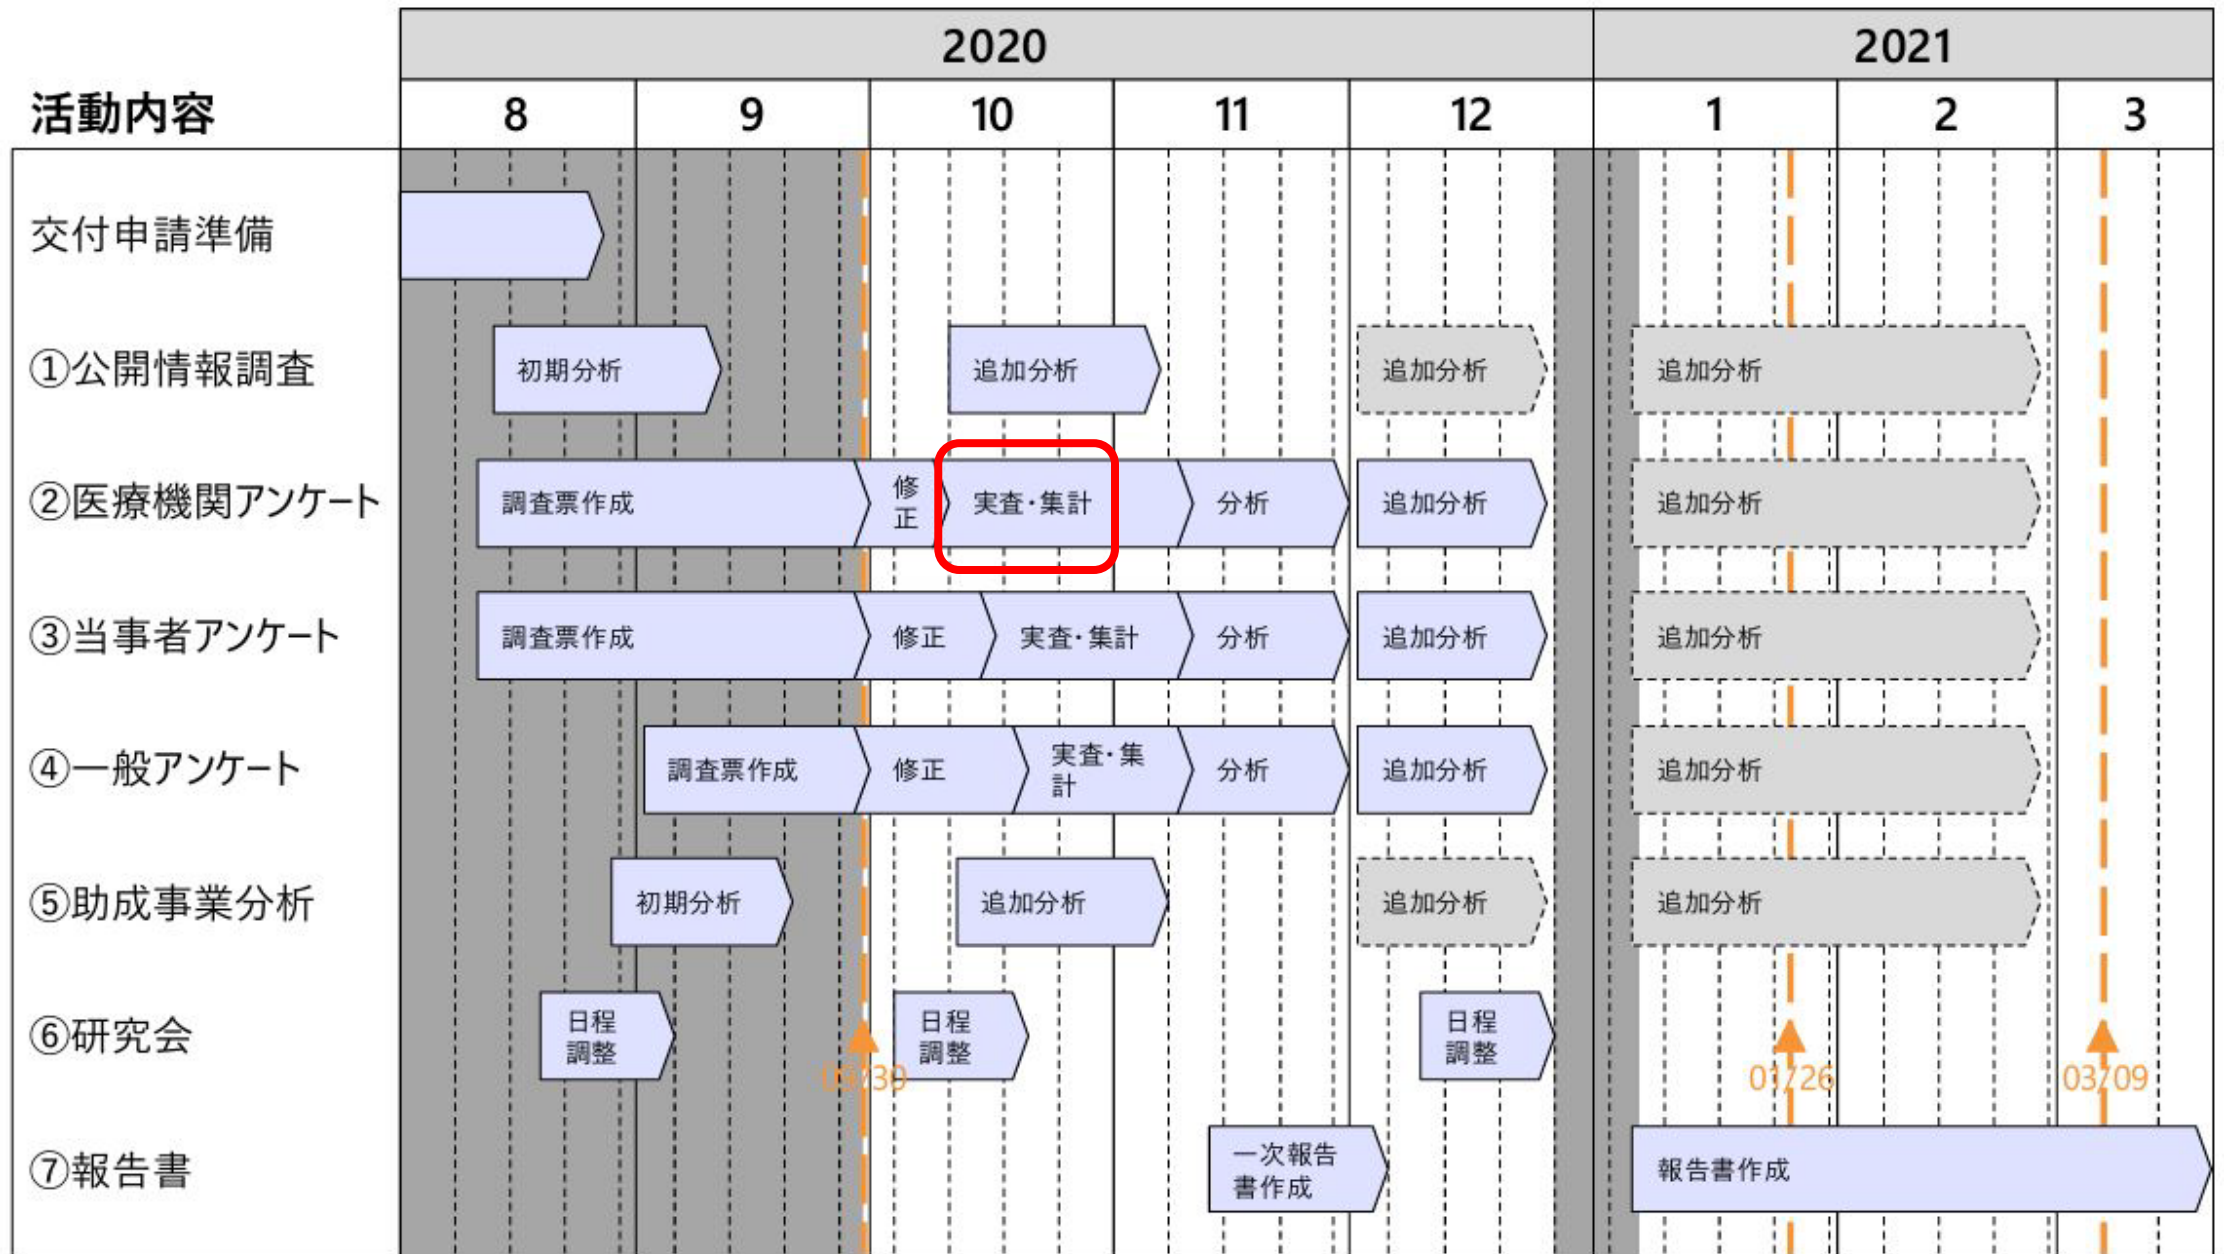 2020
2021
活動内容
8
9
10
11
12
1
2
3
交付申請準備
①公開情報調査
初期分析
追加分析
追加分析
追加分析
②医療機関アンケート
調査票作成
修
正
実査・集計
分析
追加分析
追加分析
③当事者アンケート
調査票作成
修正
実査・集計
分析
追加分析
追加分析
④一般アンケート
調査票作成
修正
実査・集
計
分析
追加分析
追加分析
⑤助成事業分析
初期分析
追加分析
追加分析
追加分析
⑥研究会
日程
調整
09/30
日程
調整
日程
調整
01/26
03/09
⑦報告書
一次報告
書作成
報告書作成